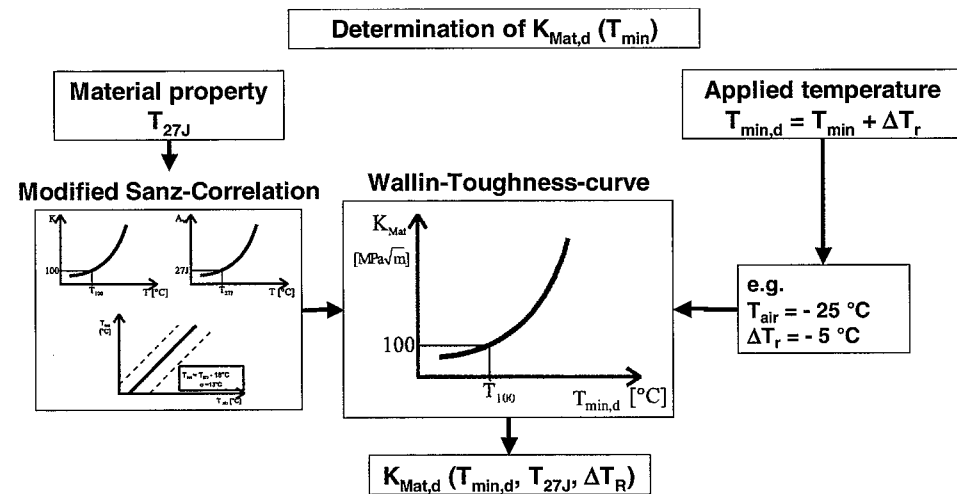 Determination of K_Mat,d (T_min)
Material property
T_27J
Applied temperature
T_min,d = T_min + ΔT_r
Modified Sanz-Correlation
Wallin-Toughness-curve
K
100
T_100
T [°C]
27J
T_27J
T [°C]
[°C]
K_Mat
[MPa√m]
100
T_100
T_min,d [°C]
e.g.
T_air = - 25 °C
ΔT_r = - 5 °C
K_Mat,d (T_min,d, T_27J, ΔT_R)